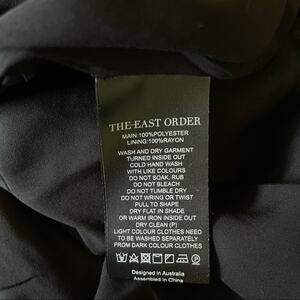 THE-EAST ORDER
MAIN:100%POLYESTER
LINING:100%RAYON
WASH AND DRY GARMENT
TURNED INSIDE OUT
COLD HAND WASH
WITH LIKE COLOURS
DO NOT SOAK, RUB
DO NOT BLEACH
DO NOT TUMBLE DRY
DO NOT WRING OR TWIST
PULL TO SHAPE
DRY FLAT IN SHADE
OR WARM IRON INSIDE OUT
DRY CLEAN (P)
LIGHT COLOUR CLOTHES NEED
TO BE WASHED SEPARATELY
FROM DARK COLOUR CLOTHES
Designed in Australia
Assembled in China